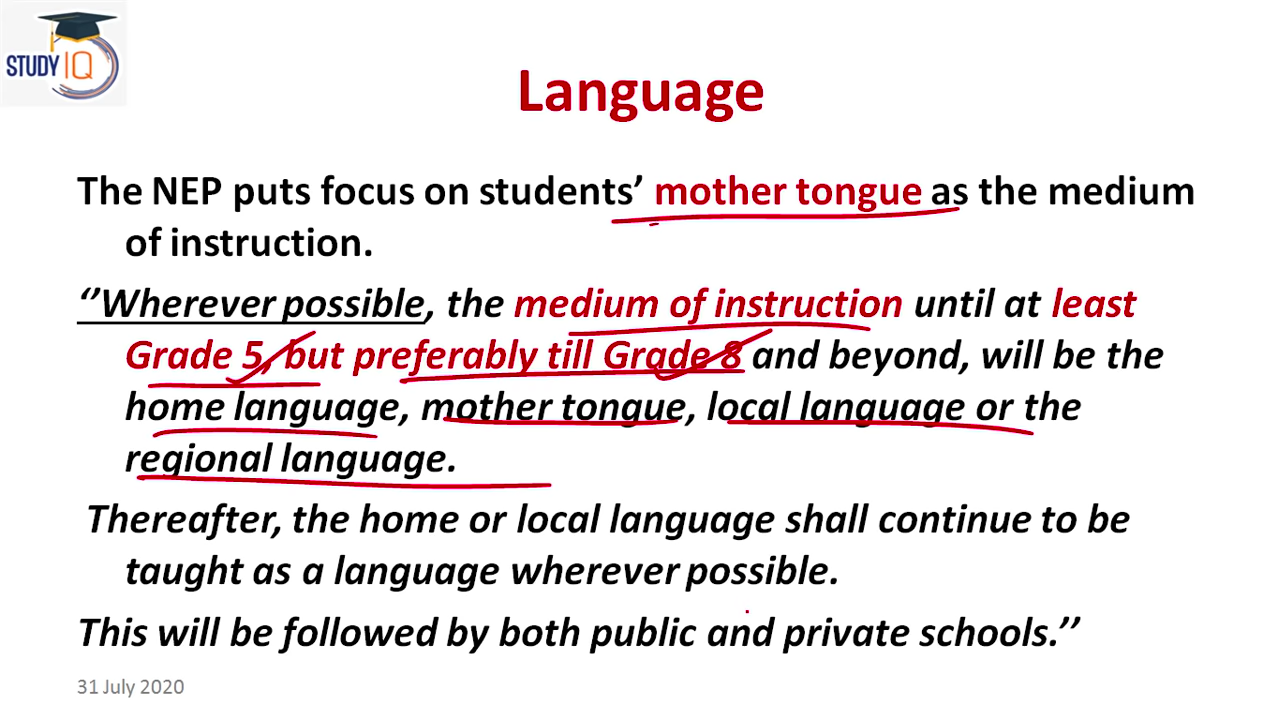 STUDY IQ
Language
The NEP puts focus on students’ mother tongue as the medium
of instruction.
‘’Wherever possible, the medium of instruction until at least
Grade 5, but preferably till Grade 8 and beyond, will be the
home language, mother tongue, local language or the
regional language.
Thereafter, the home or local language shall continue to be
taught as a language wherever possible.
This will be followed by both public and private schools.’’
31 July 2020